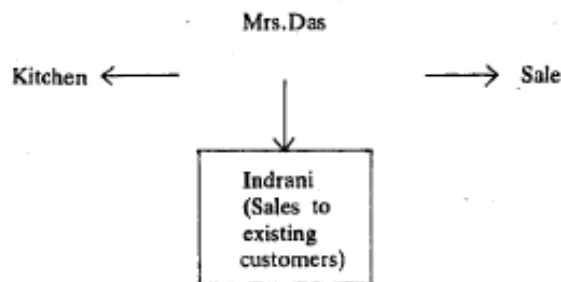 Mrs.Das
Kitchen
Sale
Indrani
(Sales to
existing
customers)